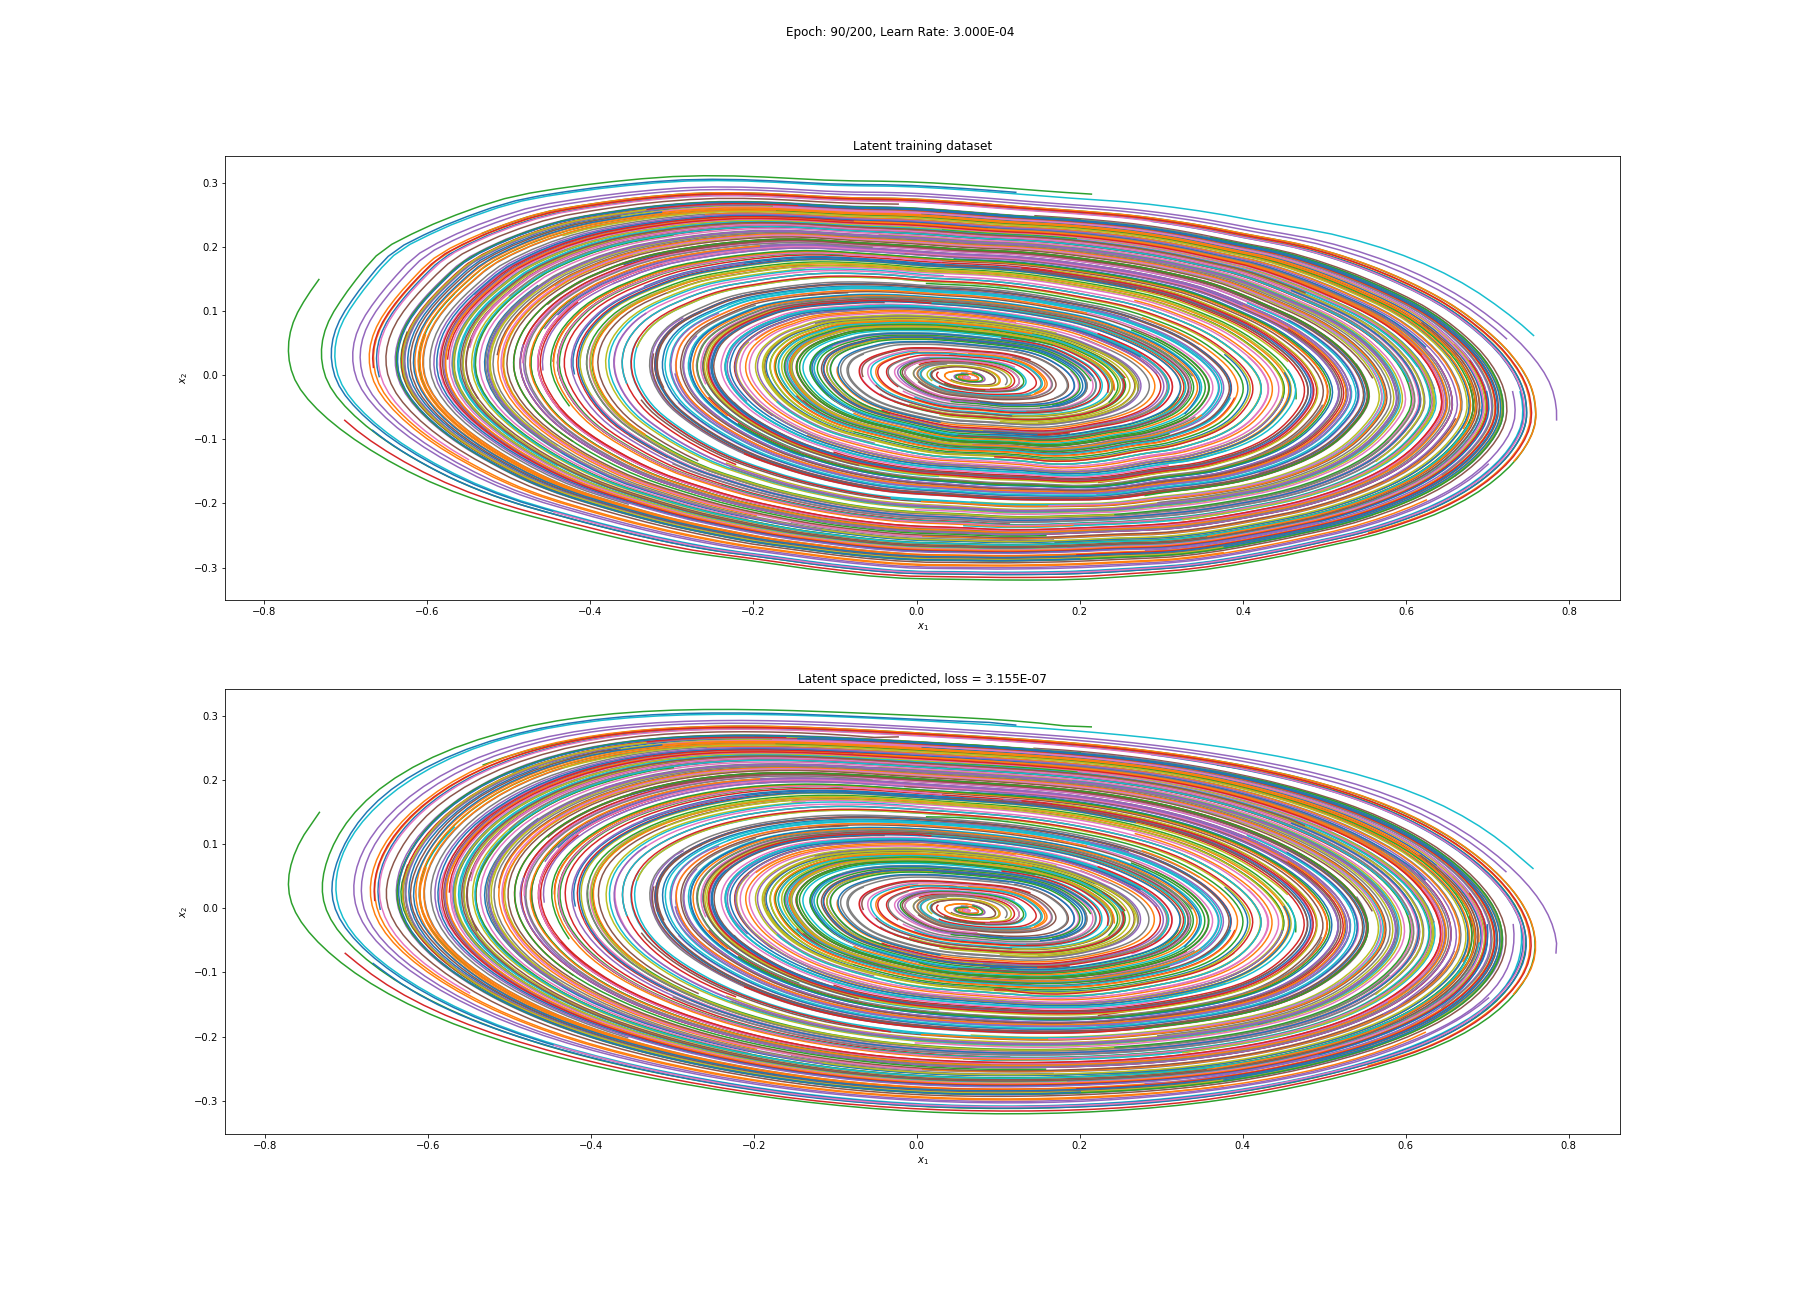 Epoch: 90/200, Learn Rate: 3.000E-04
Latent training dataset
0.3
0.2
0.1
0.0
−0.1
−0.2
−0.3
x₂
−0.8 −0.6 −0.4 −0.2 0.0 0.2 0.4 0.6 0.8
x₁
Latent space predicted, loss = 3.155E-07
0.3
0.2
0.1
0.0
−0.1
−0.2
−0.3
x₂
−0.8 −0.6 −0.4 −0.2 0.0 0.2 0.4 0.6 0.8
x₁